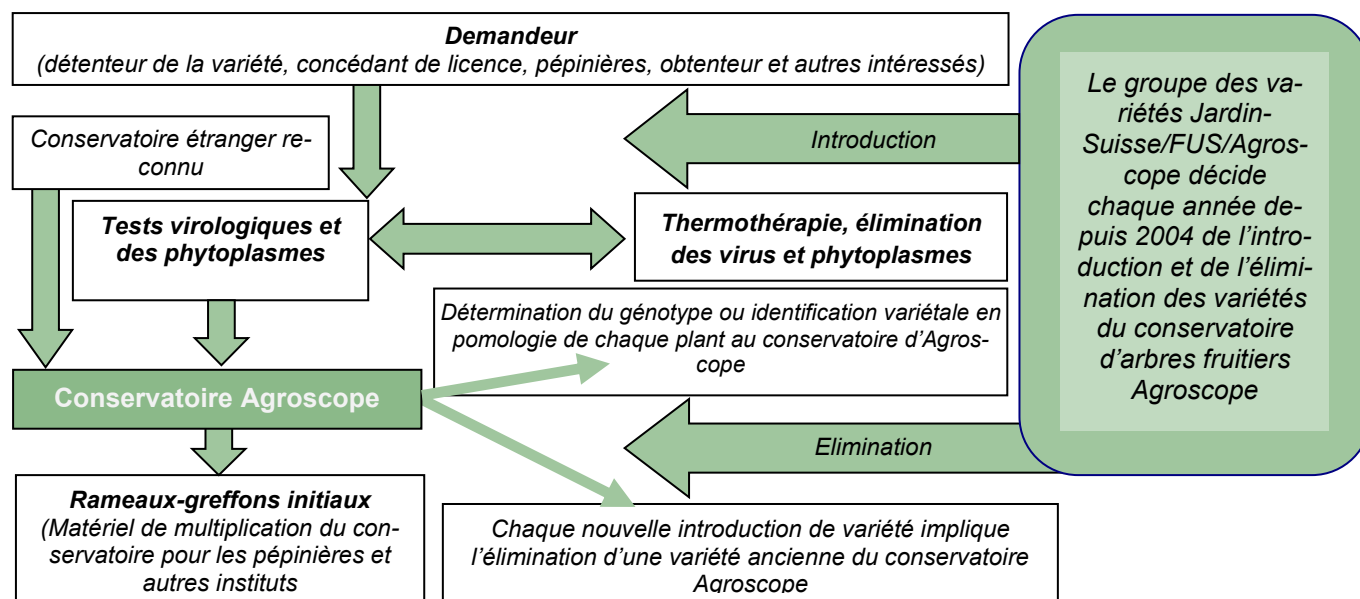 Demandeur
(détenteur de la variété, concédant de licence, pépinières, obtenteur et autres intéressés)
Conservatoire étranger re-
connu
Introduction
Tests virologiques et
des phytoplasmes
Thermothérapie, élimination
des virus et phytoplasmes
Détermination du génotype ou identification variétale en
pomologie de chaque plant au conservatoire d'Agros-
cope
Conservatoire Agroscope
Elimination
Rameaux-greffons initiaux
(Matériel de multiplication du con-
servatoire pour les pépinières et
autres instituts
Chaque nouvelle introduction de variété implique
l'élimination d'une variété ancienne du conservatoire
Agroscope
Le groupe des va-
riétés Jardin-
Suisse/FUS/Agros-
cope décide
chaque année de-
puis 2004 de l'intro-
duction et de l'élimi-
nation des variétés
du conservatoire
d'arbres fruitiers
Agroscope